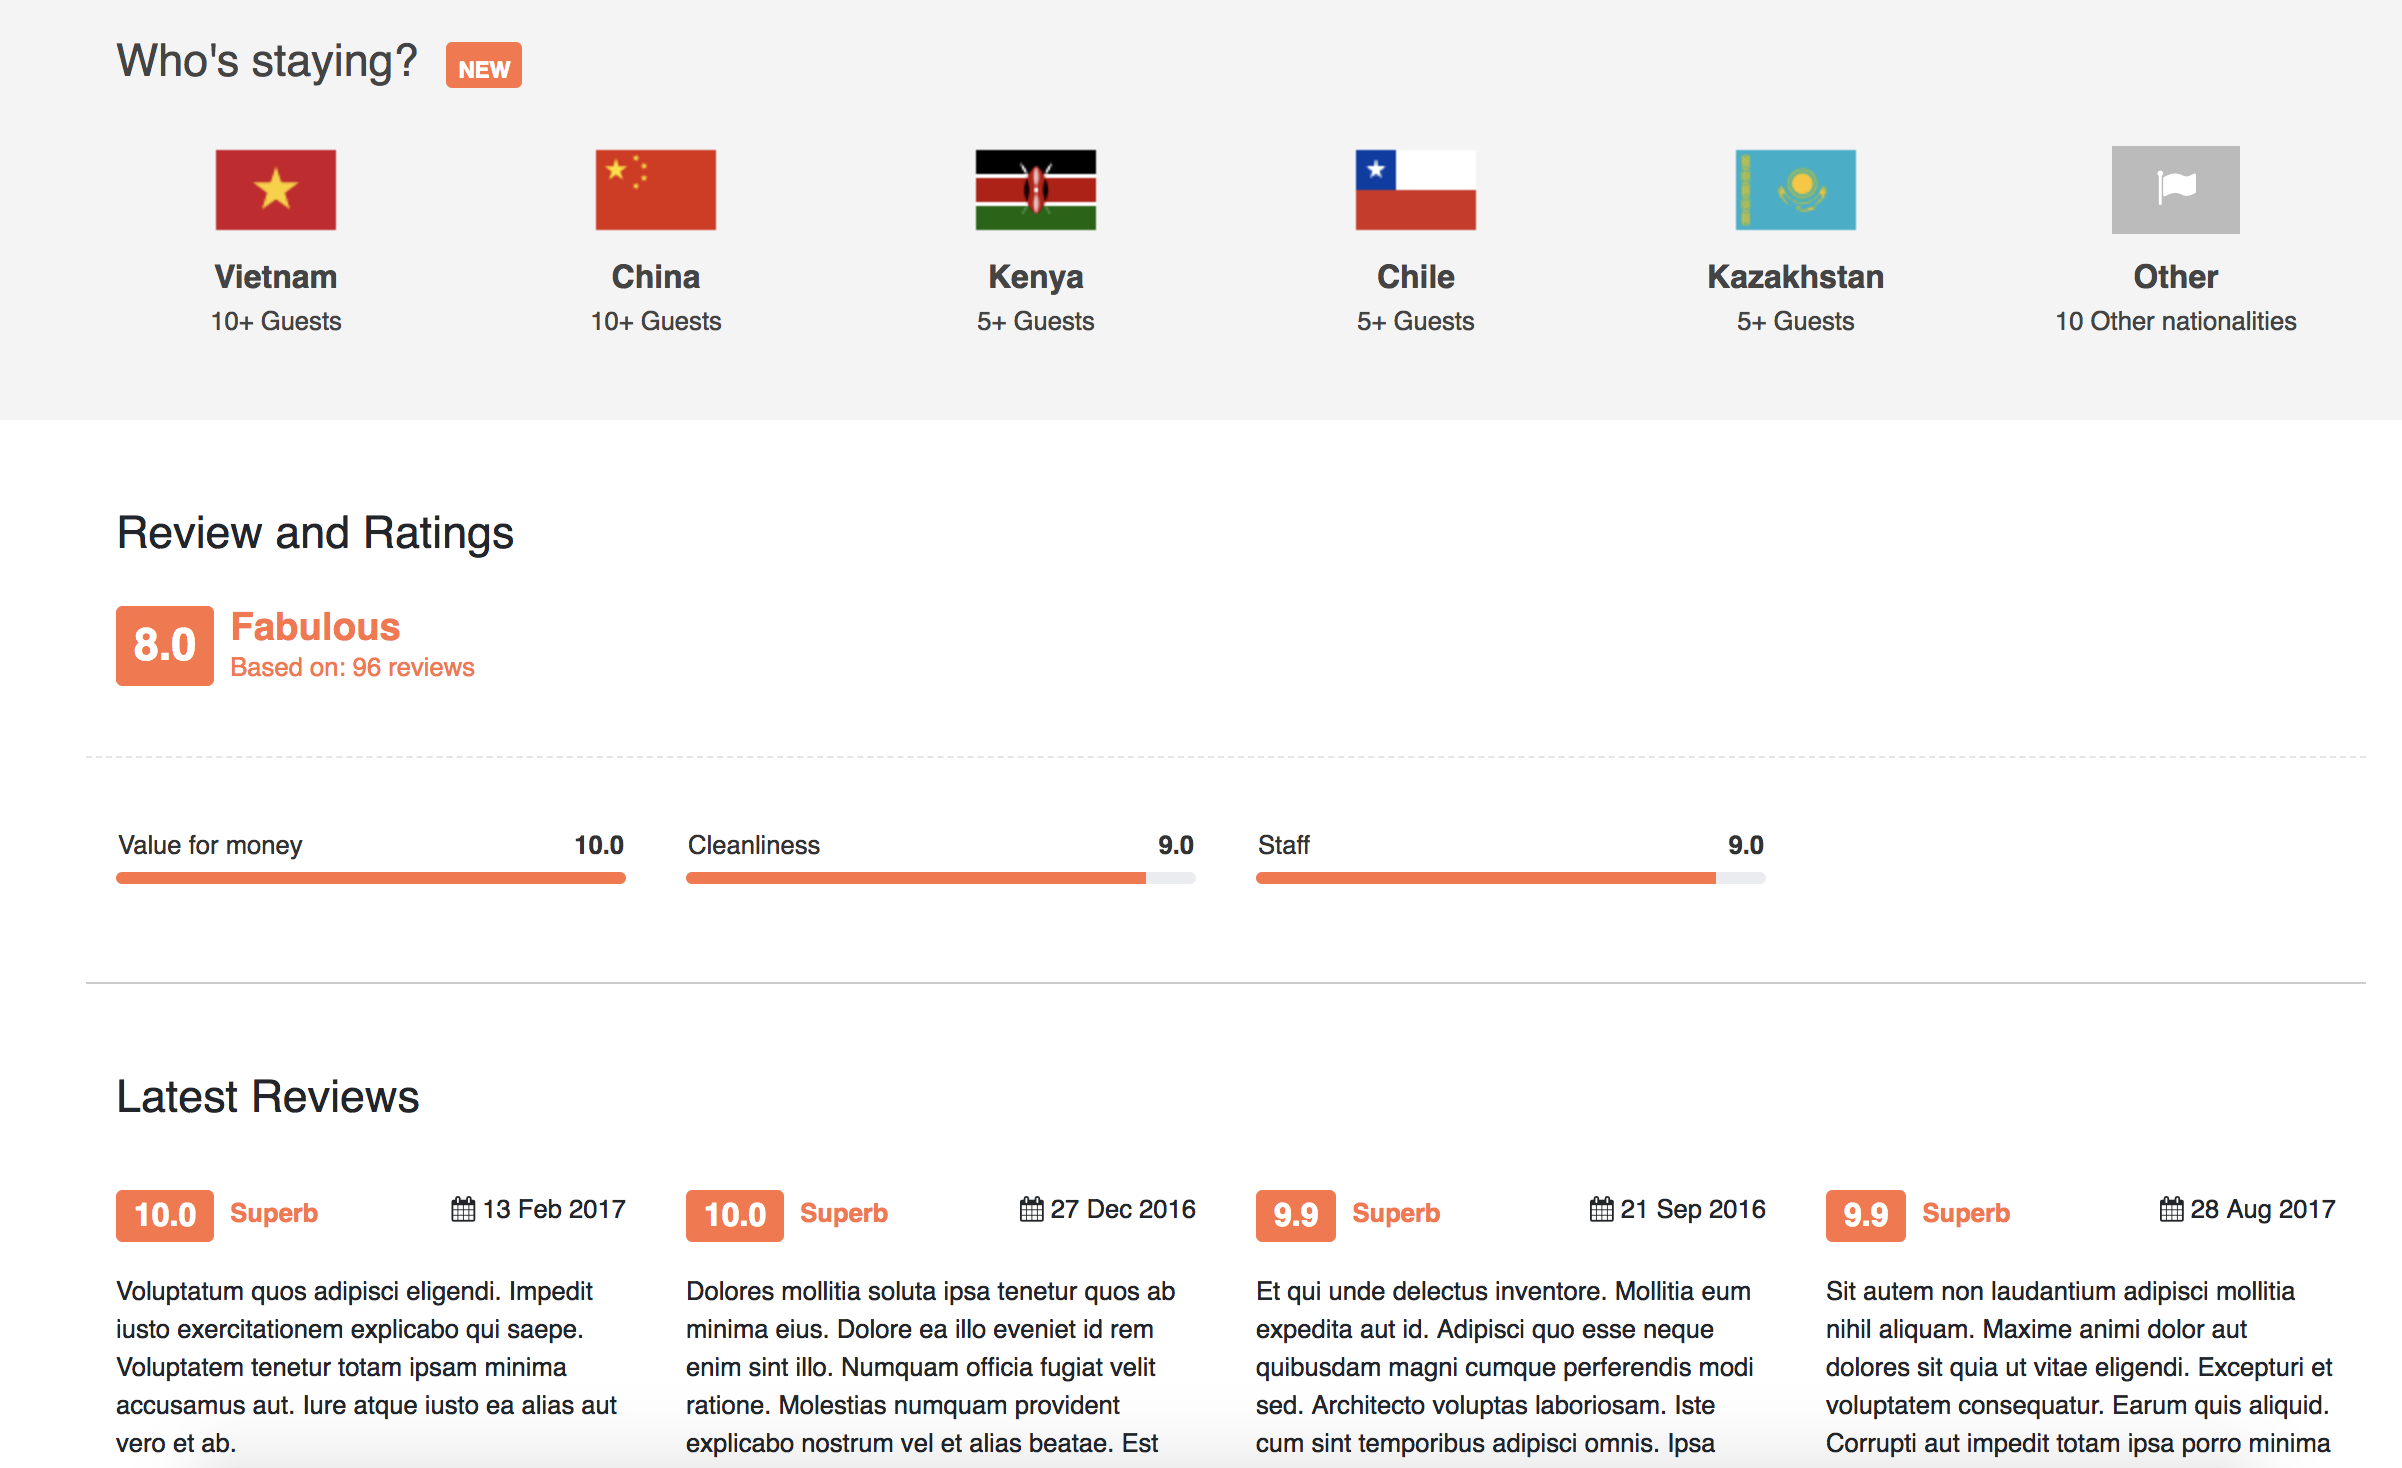 Who's staying? NEW
Vietnam
10+ Guests
China
10+ Guests
Kenya
5+ Guests
Chile
5+ Guests
Kazakhstan
5+ Guests
Other
10 Other nationalities
Review and Ratings
8.0 Fabulous
Based on: 96 reviews
Value for money 10.0
Cleanliness 9.0
Staff 9.0
Latest Reviews
10.0 Superb 13 Feb 2017
Voluptatum quos adipisci eligendi. Impedit
iusto exercitationem explicabo qui saepe.
Voluptatem tenetur totam ipsam minima
accusamus aut. Iure atque iusto ea alias aut
vero et ab.
10.0 Superb 27 Dec 2016
Dolores mollitia soluta ipsa tenetur quos ab
minima eius. Dolore ea illo eveniet id rem
enim sint illo. Numquam officia fugiat velit
ratione. Molestias numquam provident
explicabo nostrum vel et alias beatae. Est
9.9 Superb 21 Sep 2016
Et qui unde delectus inventore. Mollitia eum
expedita aut id. Adipisci quo esse neque
quibusdam magni cumque perferendis modi
sed. Architecto voluptas laboriosam. Iste
cum sint temporibus adipisci omnis. Ipsa
9.9 Superb 28 Aug 2017
Sit autem non laudantium adipisci mollitia
nihil aliquam. Maxime animi dolor aut
dolores sit quia ut vitae eligendi. Excepturi et
voluptatem consequatur. Earum quis aliquid.
Corrupti aut impedit totam ipsa porro minima